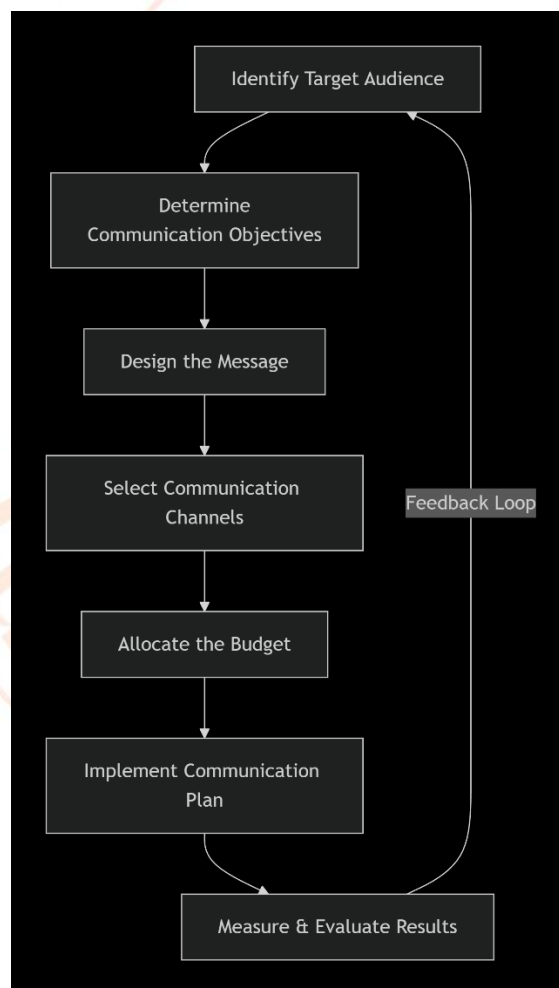 Identify Target Audience
Determine
Communication Objectives
Design the Message
Select Communication
Channels
Feedback Loop
Allocate the Budget
Implement Communication
Plan
Measure & Evaluate Results